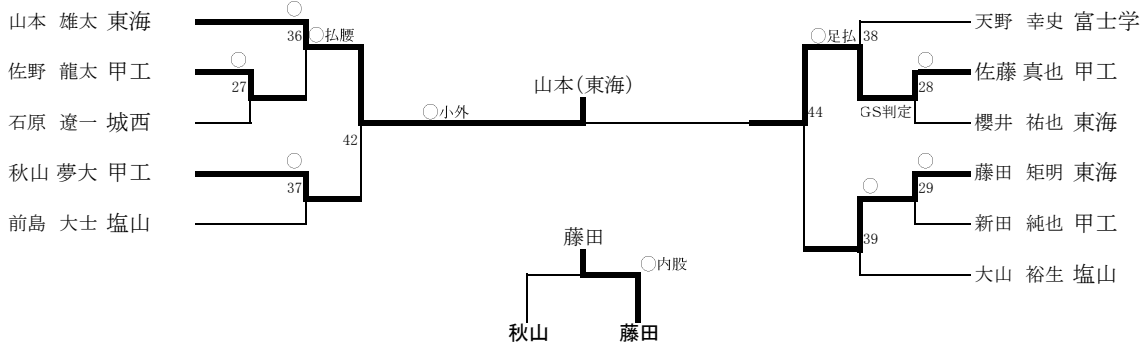 山本 雄太 東海
佐野 龍太 甲工
石原 遼一 城西
秋山 夢大 甲工
前島 大士 塩山
○
36
○払腰
○
27
○
37
42
○小外
山本(東海)
○足払
38
44
GS判定
○
28
○
29
○
39
天野 幸史 富士学
佐藤 真也 甲工
櫻井 祐也 東海
藤田 矩明 東海
新田 純也 甲工
大山 裕生 塩山
藤田
○内股
秋山 藤田